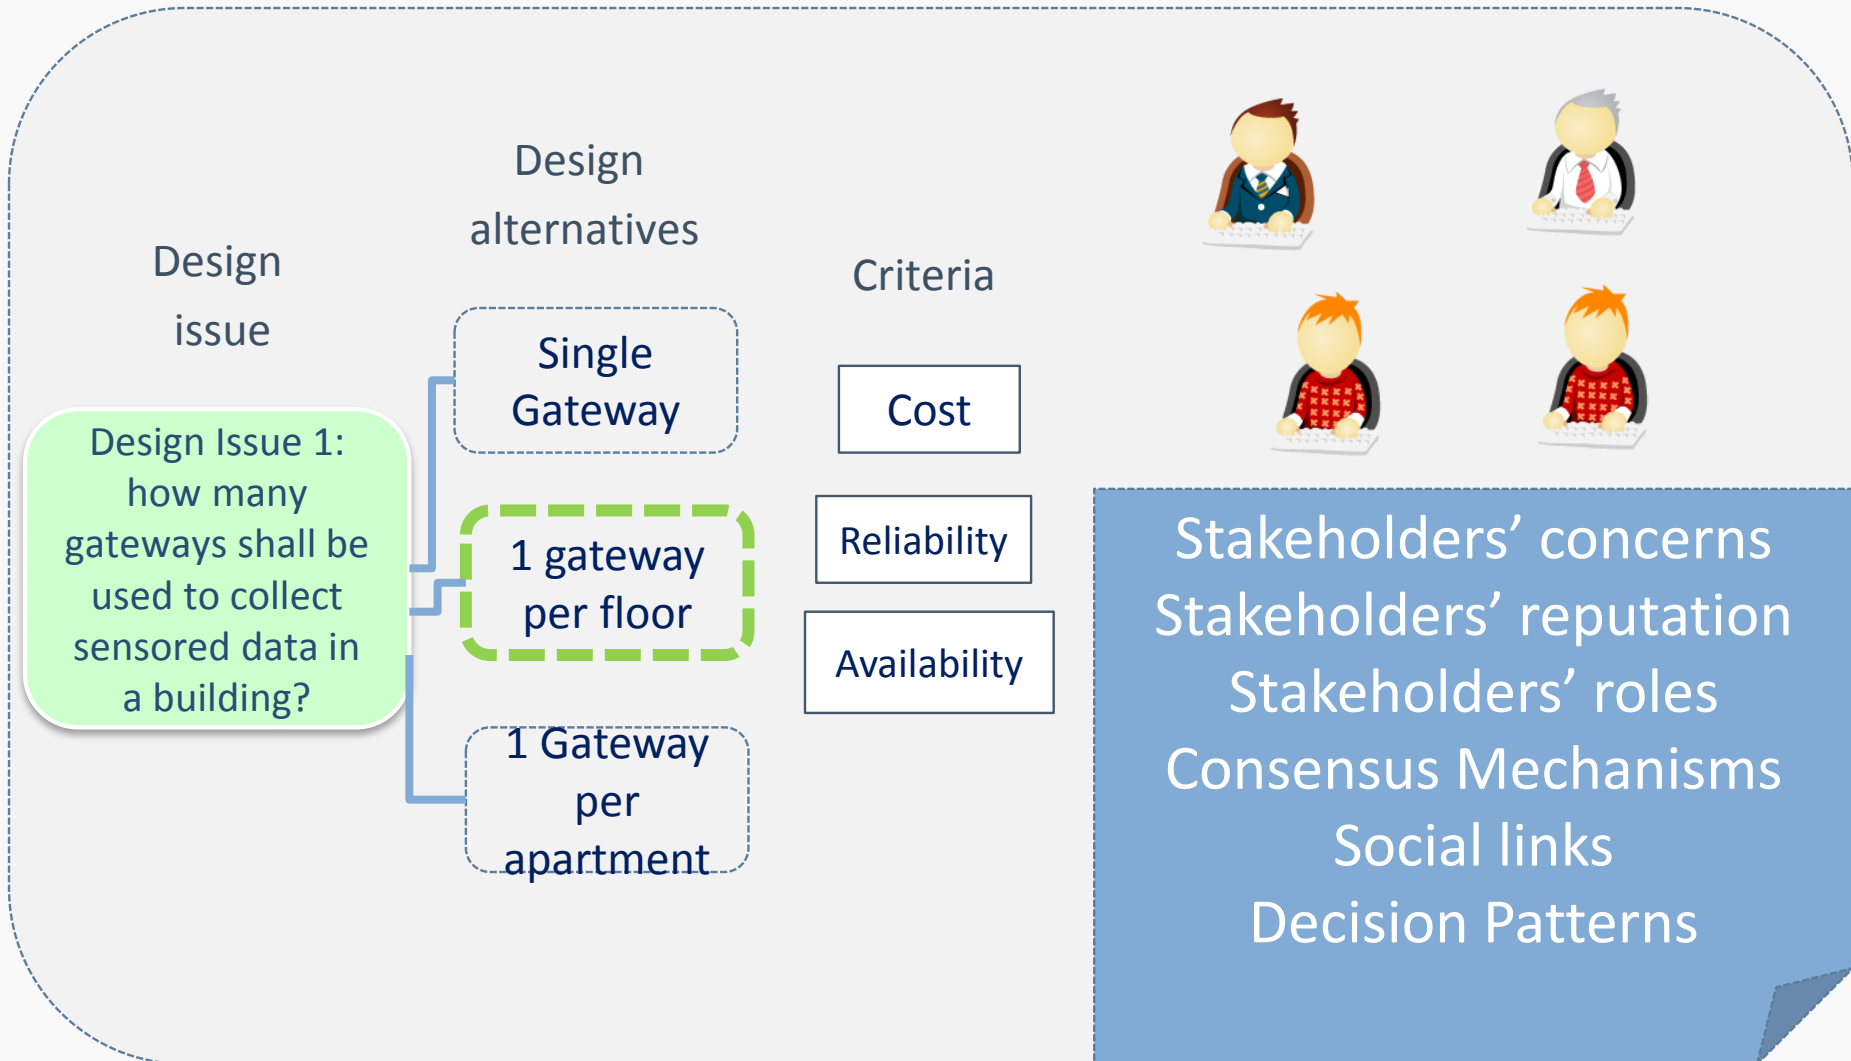 Design
issue
Design Issue 1:
how many
gateways shall be
used to collect
sensored data in
a building?
Design
alternatives
Single
Gateway
1 gateway
per floor
1 Gateway
per
apartment
Criteria
Cost
Reliability
Availability
Stakeholders’ concerns
Stakeholders’ reputation
Stakeholders’ roles
Consensus Mechanisms
Social links
Decision Patterns